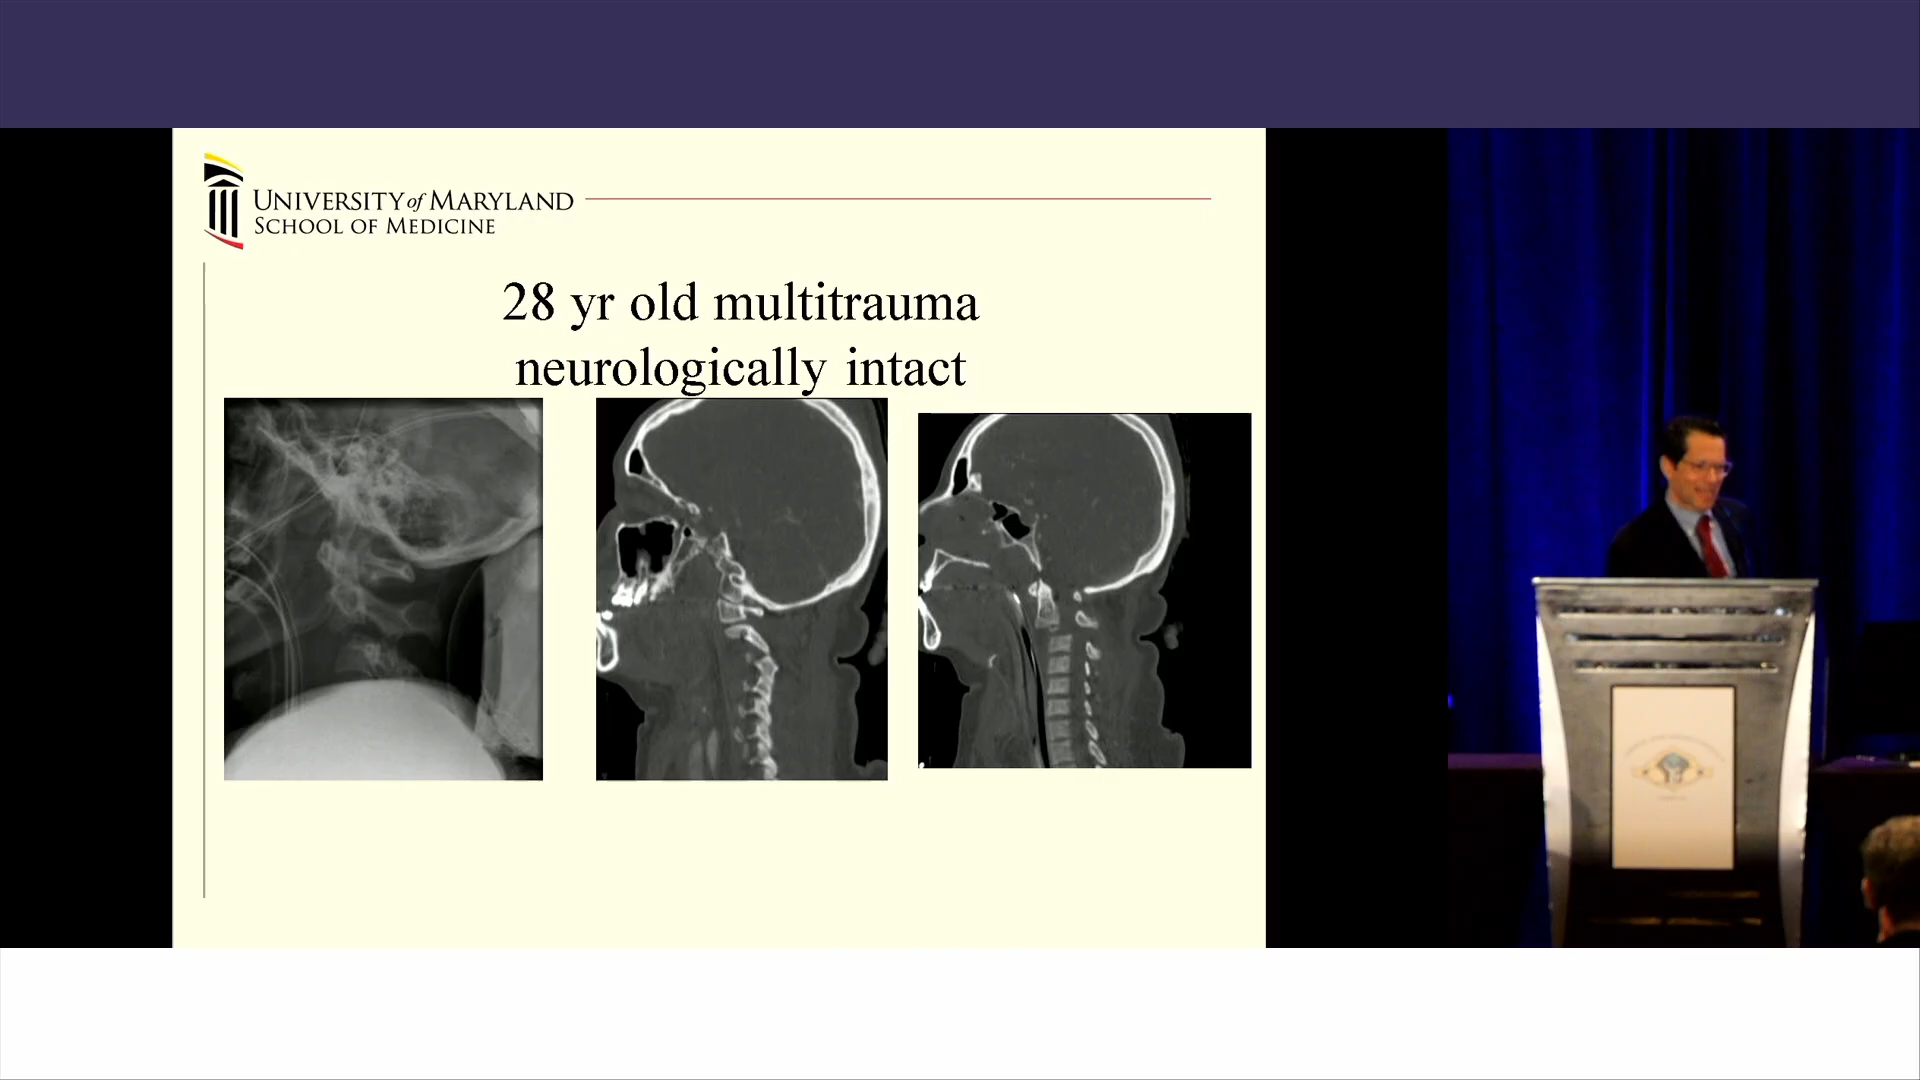 UNIVERSITY of MARYLAND
SCHOOL OF MEDICINE
28 yr old multitrauma
neurologically intact